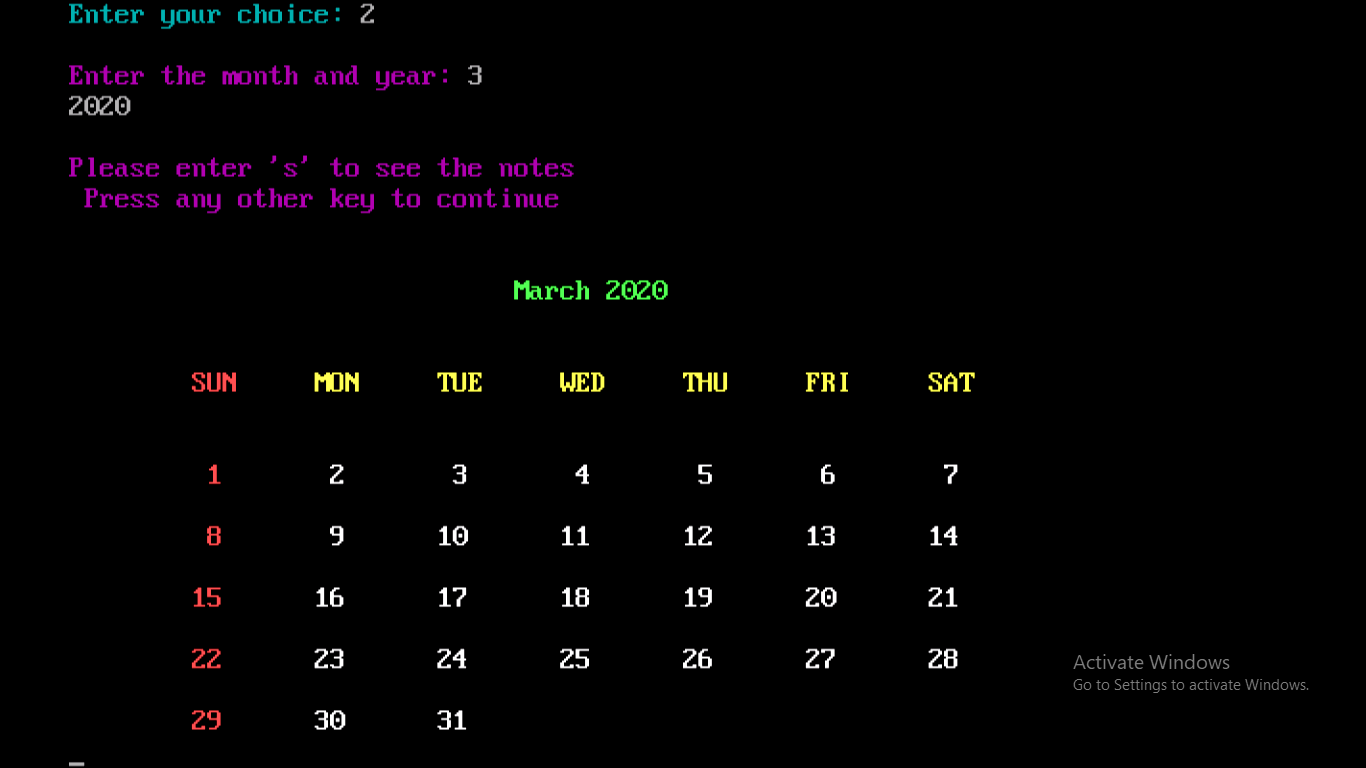 Enter your choice: 2
Enter the month and year: 3
2020
Please enter 's' to see the notes
Press any other key to continue
March 2020
SUN MON TUE WED THU FRI SAT
1 2 3 4 5 6 7
8 9 10 11 12 13 14
15 16 17 18 19 20 21
22 23 24 25 26 27 28
29 30 31
Activate Windows
Go to Settings to activate Windows.